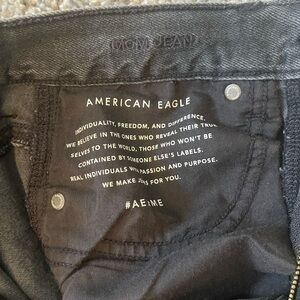 MOM JEAN
AMERICAN EAGLE
INDIVIDUALITY, FREEDOM, AND DIFFERENCE.
WE BELIEVE IN THE ONES WHO REVEAL THEIR TRUE
SELVES TO THE WORLD, THOSE WHO WON'T BE
CONTAINED BY SOMEONE ELSE'S LABELS.
REAL INDIVIDUALS WITH PASSION AND PURPOSE.
WE MAKE JEANS FOR YOU.
#AExME